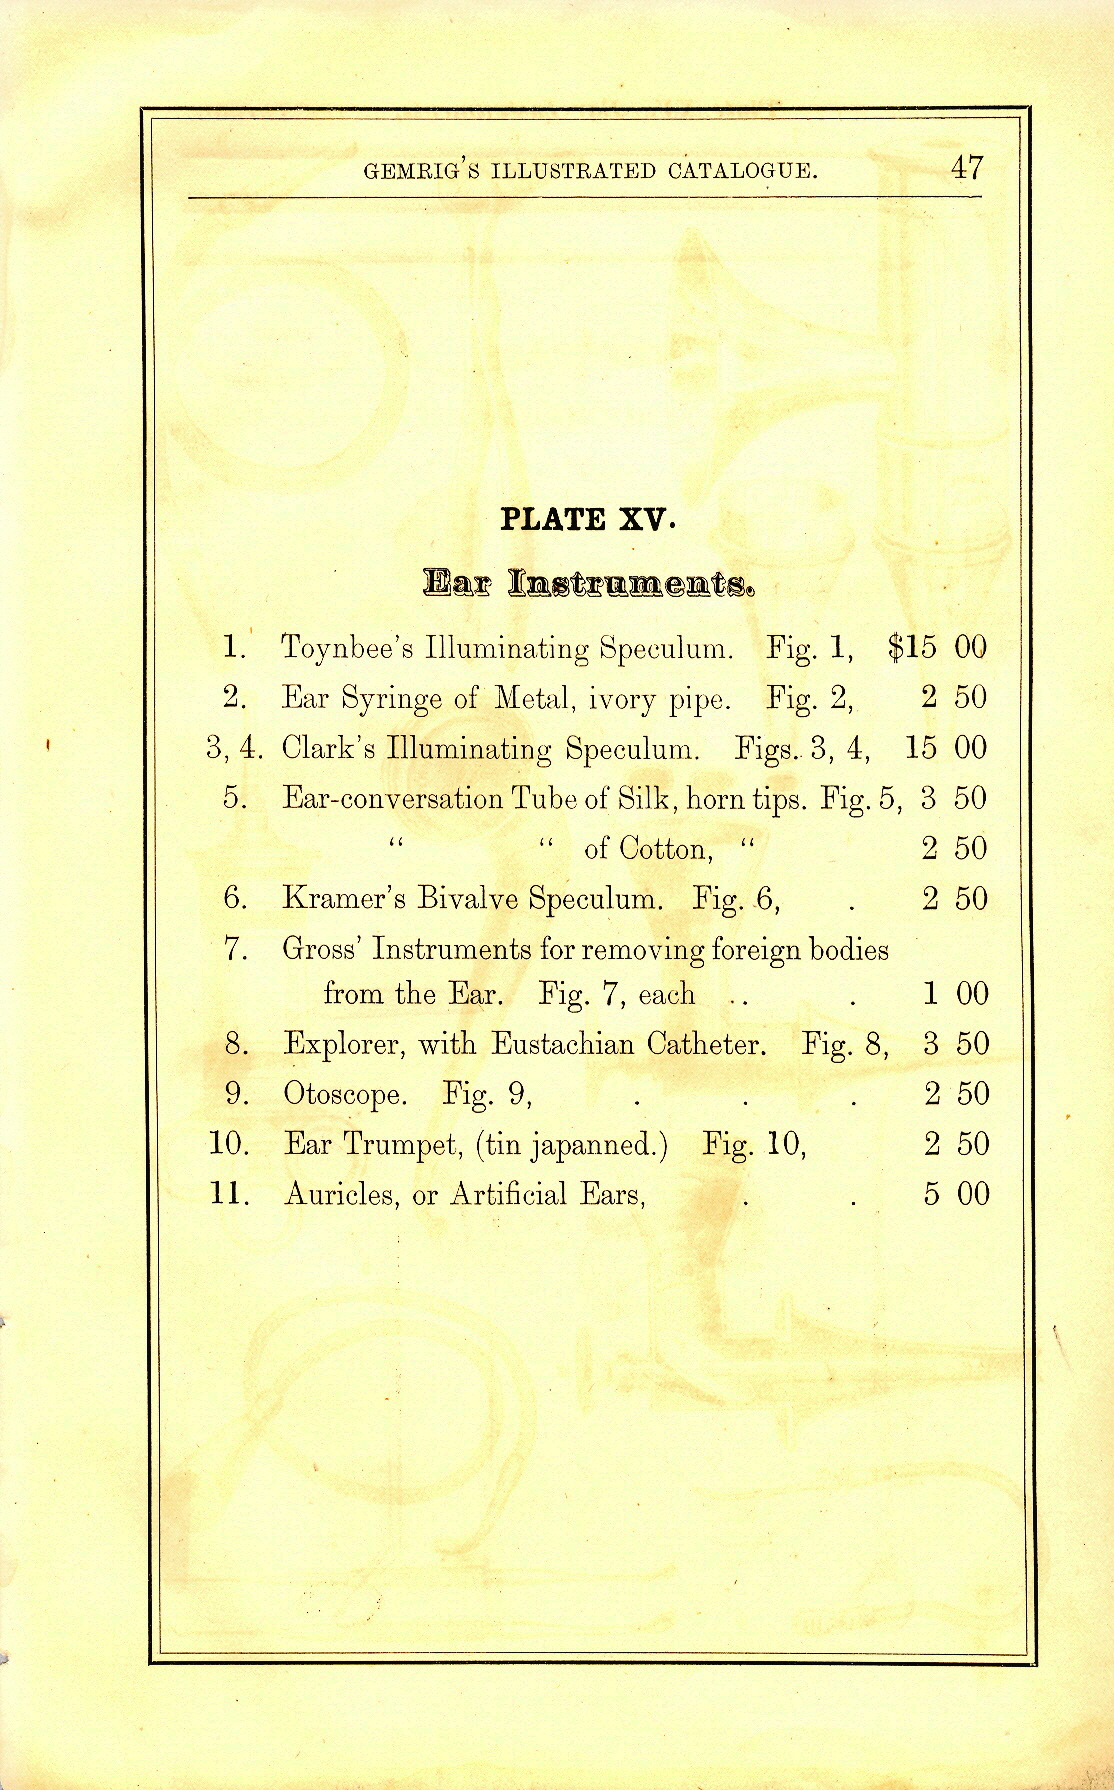 GEMRIG'S ILLUSTRATED CATALOGUE. 47
PLATE XV.
Ear Instruments.
1. Toynbee's Illuminating Speculum. Fig. 1, $15 00
2. Ear Syringe of Metal, ivory pipe. Fig. 2, 2 50
3, 4. Clark's Illuminating Speculum. Figs. 3, 4, 15 00
5. Ear-conversation Tube of Silk, horn tips. Fig. 5, 3 50
“ “ of Cotton, “ 2 50
6. Kramer's Bivalve Speculum. Fig. 6, . 2 50
7. Gross' Instruments for removing foreign bodies
from the Ear. Fig. 7, each . . . 1 00
8. Explorer, with Eustachian Catheter. Fig. 8, 3 50
9. Otoscope. Fig. 9, . . . 2 50
10. Ear Trumpet, (tin japanned.) Fig. 10, 2 50
11. Auricles, or Artificial Ears, . . 5 00